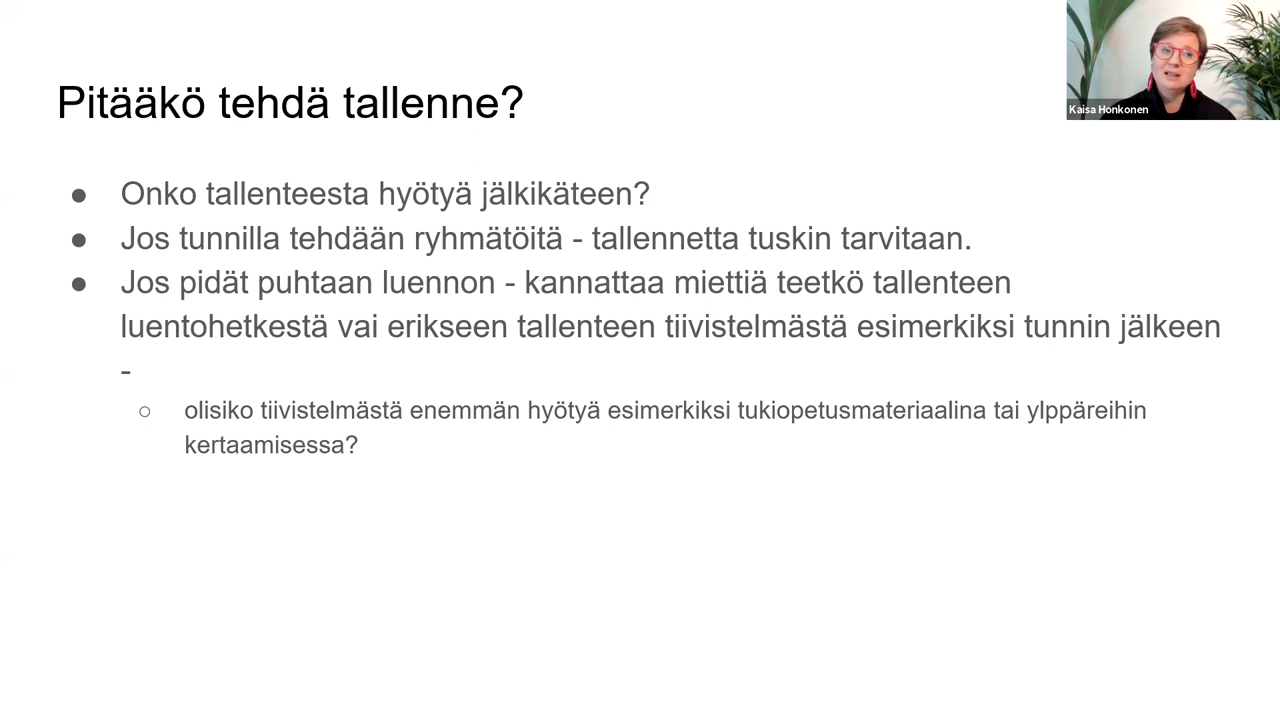 Pitääkö tehdä tallenne?
Kaisa Honkonen
● Onko tallenteesta hyötyä jälkikäteen?
● Jos tunnilla tehdään ryhmätöitä - tallennetta tuskin tarvitaan.
● Jos pidät puhtaan luennon - kannattaa miettiä teetkö tallenteen
luentohetkestä vai erikseen tallenteen tiivistelmästä esimerkiksi tunnin jälkeen
-
○ olisiko tiivistelmästä enemmän hyötyä esimerkiksi tukiopetusmateriaalina tai ylppäreihin
kertaamisessa?